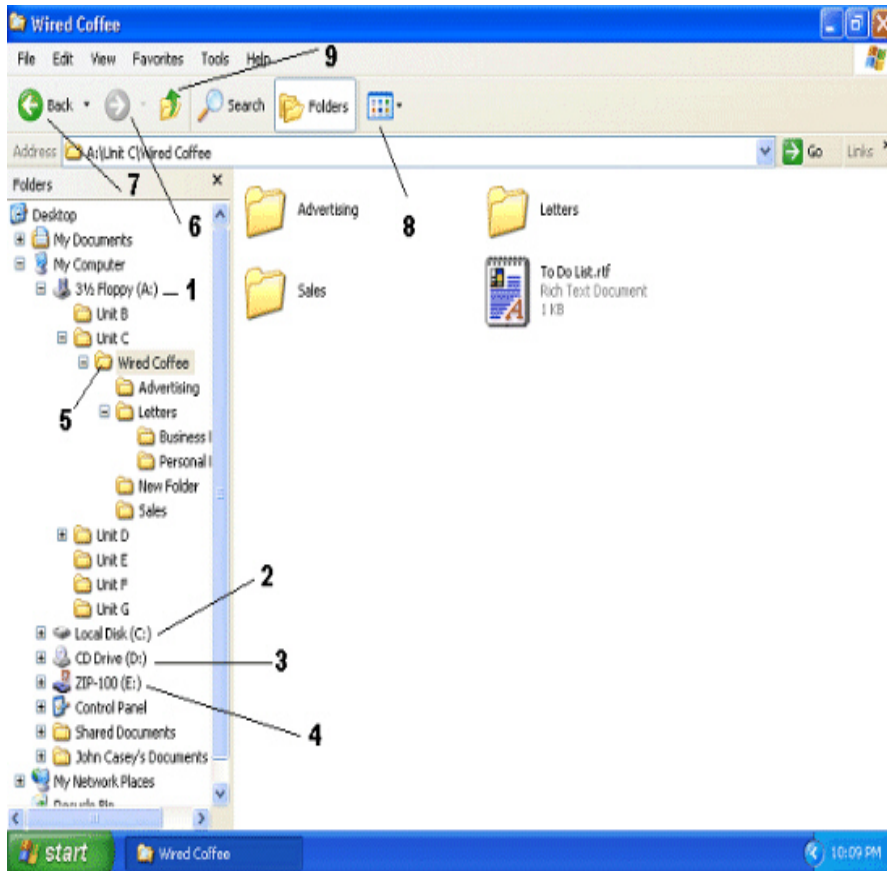 Wired Coffee
File Edit View Favorites Tools Help 9
Back Search Folders
Address A:\Unit C\Wired Coffee Go Links
Folders 7 6 8
Desktop
My Documents
My Computer
3½ Floppy (A:) 1
Unit B
Unit C
Wired Coffee
5
Advertising
Letters
Business
Personal
New Folder
Sales
Unit D
Unit E
Unit F
Unit G
Local Disk (C:) 2
CD Drive (D:) 3
ZIP-100 (E:) 4
Control Panel
Shared Documents
John Casey's Documents
My Network Places
Advertising
Letters
Sales
To Do List.rtf
Rich Text Document
1 KB
start Wired Coffee 10:09 PM